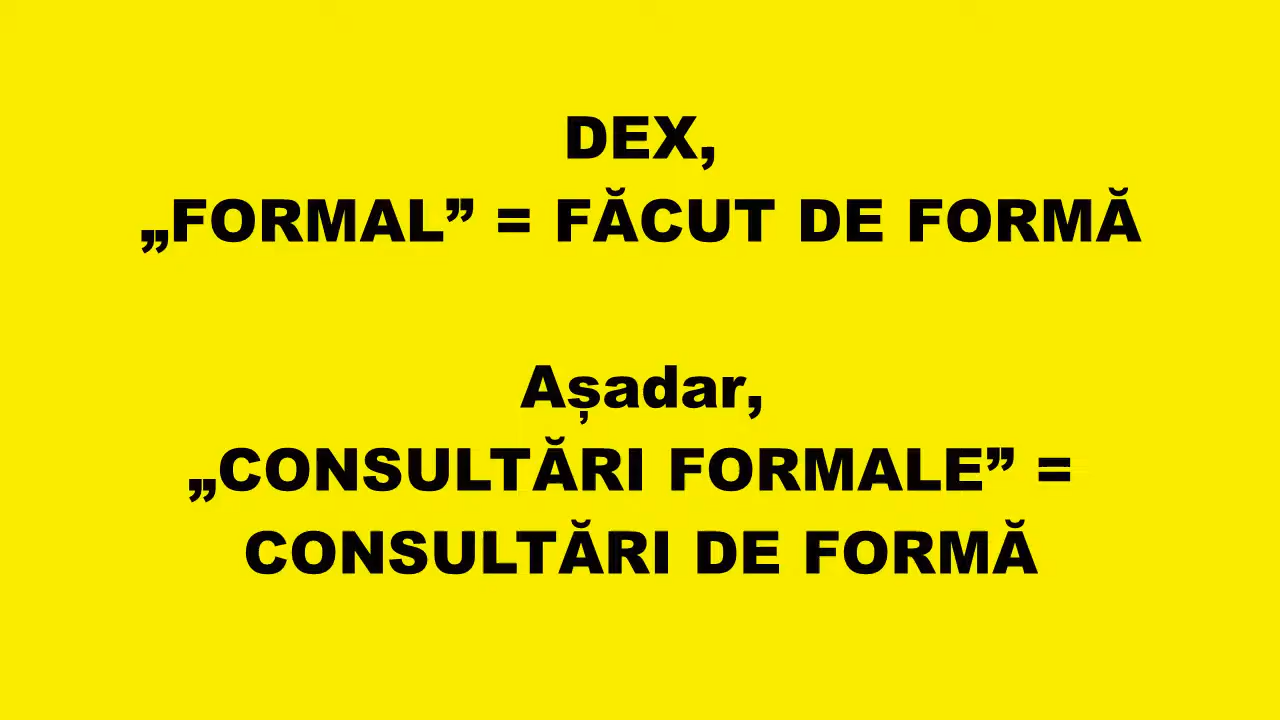 DEX,
„FORMAL” = FĂCUT DE FORMĂ
Așadar,
„CONSULTĂRI FORMALE” =
CONSULTĂRI DE FORMĂ